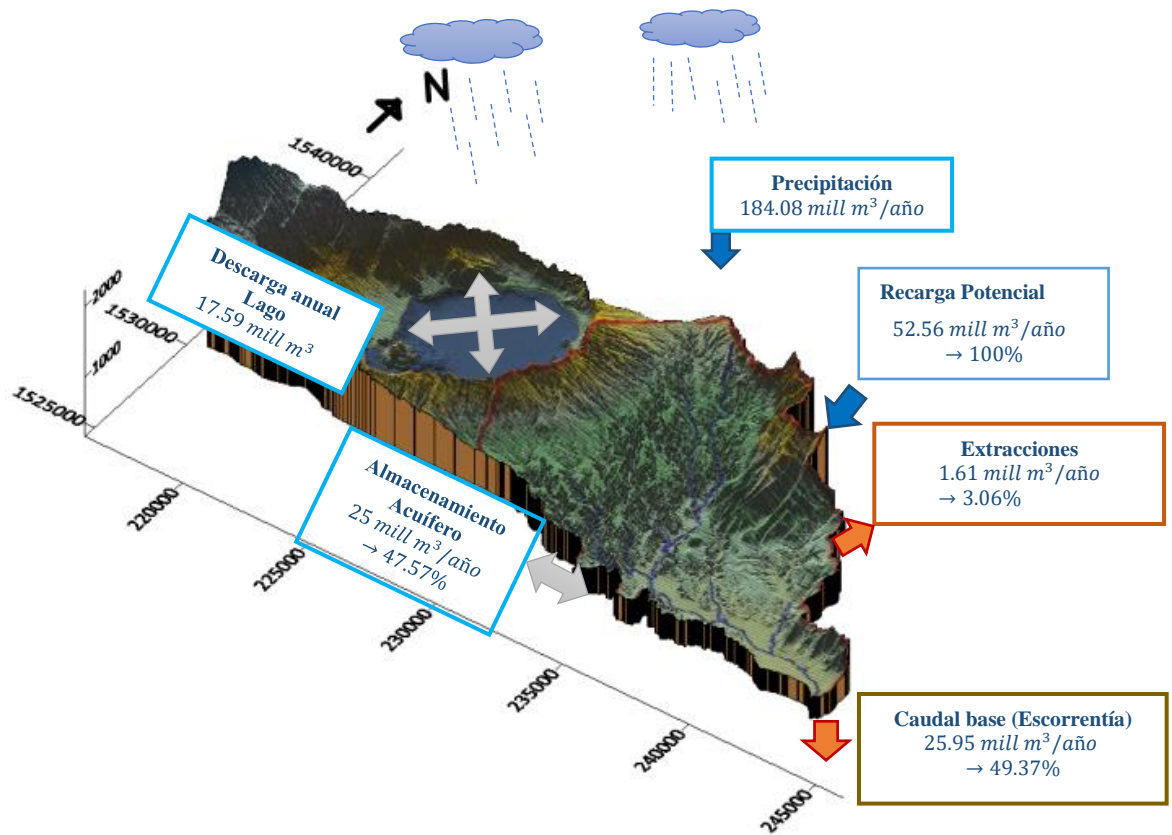 N
1540000
Precipitación
184.08 mill m³/año
Descarga anual
Lago
17.59 mill m³
2000
1530000
1000
1525000
Recarga Potencial
52.56 mill m³/año
→ 100%
Extracciones
1.61 mill m³/año
→ 3.06%
Almacenamiento
Acuífero
25 mill m³/año
→ 47.57%
220000
225000
230000
235000
240000
245000
Caudal base (Escorrentía)
25.95 mill m³/año
→ 49.37%